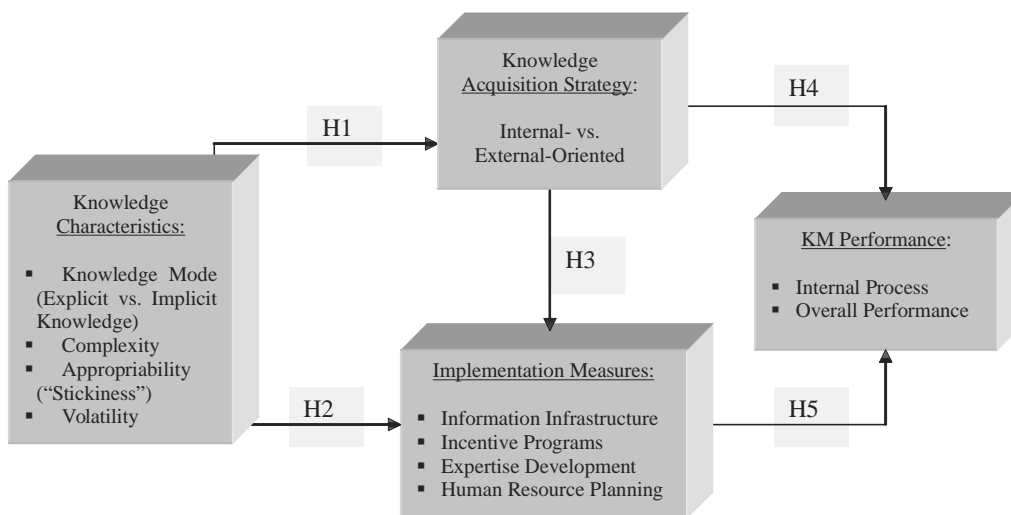 Knowledge
Acquisition Strategy:
Internal- vs.
External-Oriented
H4
H1
Knowledge
Characteristics:
▪ Knowledge Mode
(Explicit vs. Implicit
Knowledge)
▪ Complexity
▪ Appropriability
(“Stickiness”)
▪ Volatility
H3
KM Performance:
▪ Internal Process
▪ Overall Performance
H2
Implementation Measures:
▪ Information Infrastructure
▪ Incentive Programs
▪ Expertise Development
▪ Human Resource Planning
H5